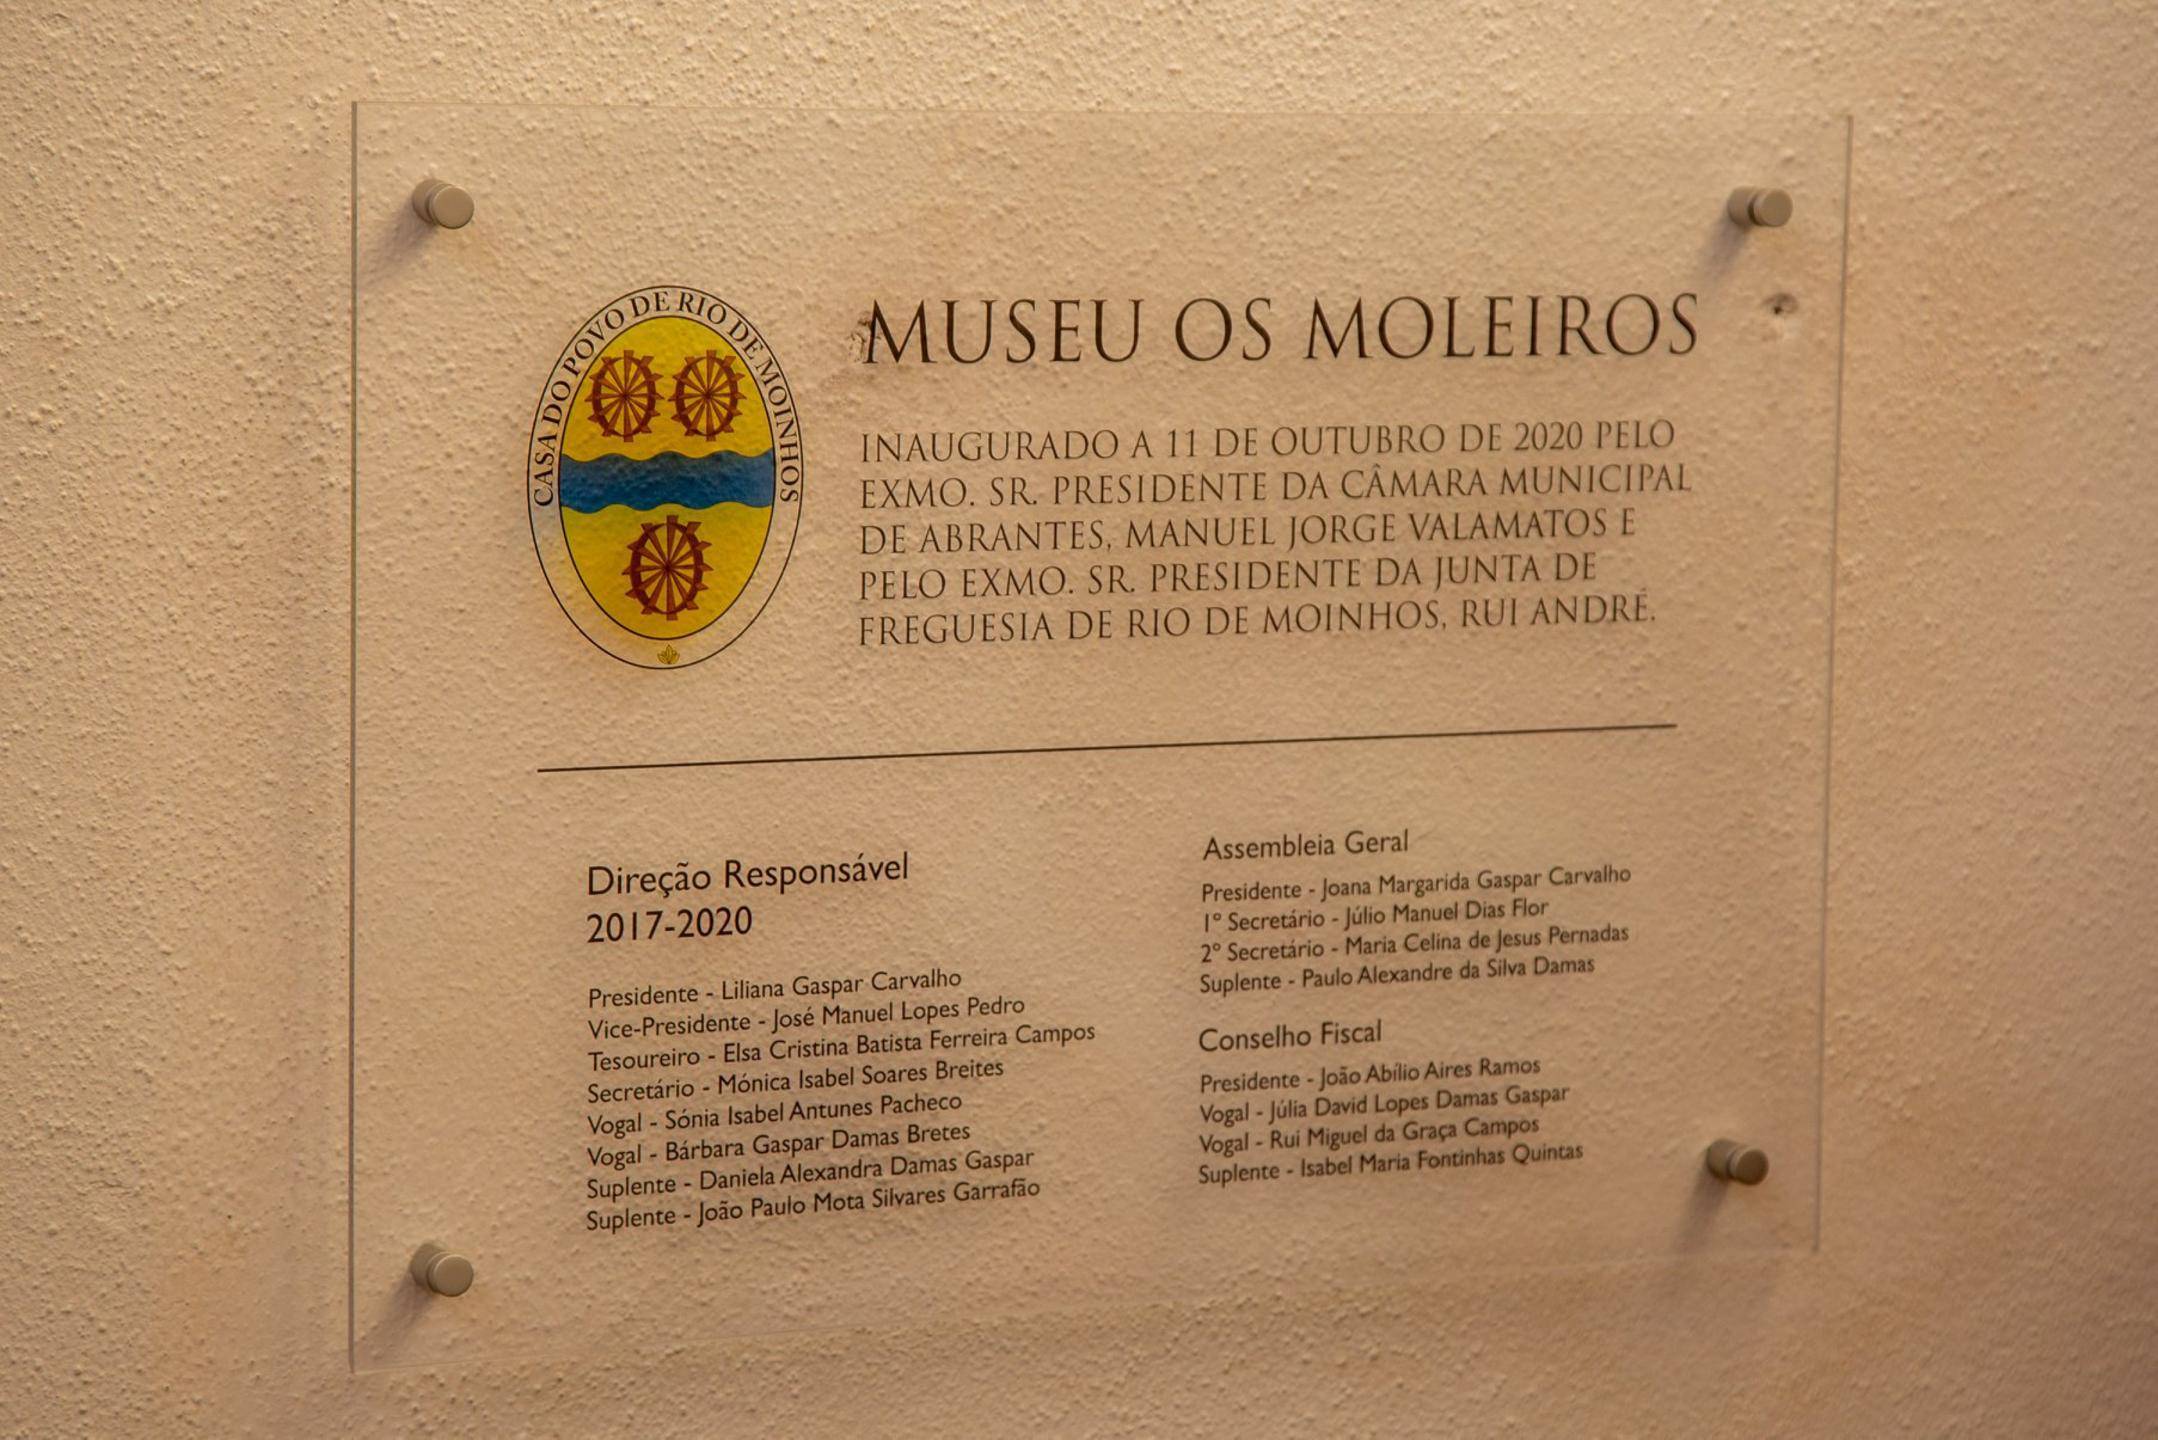 CASA DO POVO DE RIO DE MOINHOS
MUSEU OS MOLEIROS
INAUGURADO A 11 DE OUTUBRO DE 2020 PELO
EXMO. SR. PRESIDENTE DA CÂMARA MUNICIPAL
DE ABRANTES, MANUEL JORGE VALAMATOS E
PELO EXMO. SR. PRESIDENTE DA JUNTA DE
FREGUESIA DE RIO DE MOINHOS, RUI ANDRÉ.
Direção Responsável
2017-2020
Presidente - Liliana Gaspar Carvalho
Vice-Presidente - José Manuel Lopes Pedro
Tesoureiro - Elsa Cristina Batista Ferreira Campos
Secretário - Mónica Isabel Soares Breites
Vogal - Sónia Isabel Antunes Pacheco
Vogal - Bárbara Gaspar Damas Bretes
Suplente - Daniela Alexandra Damas Gaspar
Suplente - João Paulo Mota Silvares Garrafão
Assembleia Geral
Presidente - Joana Margarida Gaspar Carvalho
1º Secretário - Júlio Manuel Dias Flor
2º Secretário - Maria Celina de Jesus Pernadas
Suplente - Paulo Alexandre da Silva Damas
Conselho Fiscal
Presidente - João Abílio Aires Ramos
Vogal - Júlia David Lopes Damas Gaspar
Vogal - Rui Miguel da Graça Campos
Suplente - Isabel Maria Fontinhas Quintas